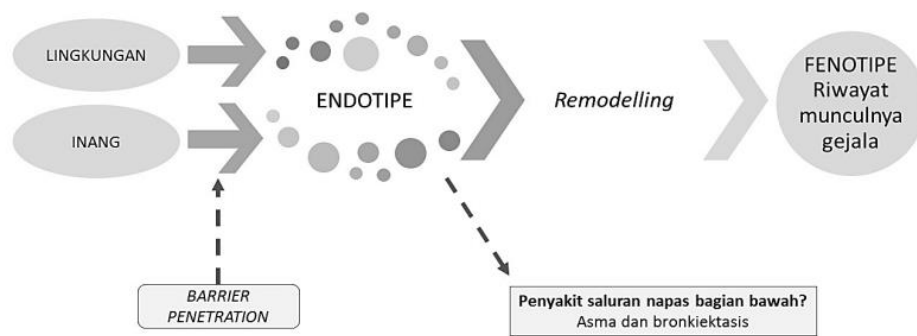 LINGKUNGAN
INANG
ENDOTIPE
Remodelling
FENOTIPE
Riwayat
munculnya
gejala
BARRIER
PENETRATION
Penyakit saluran napas bagian bawah?
Asma dan bronkiektasis